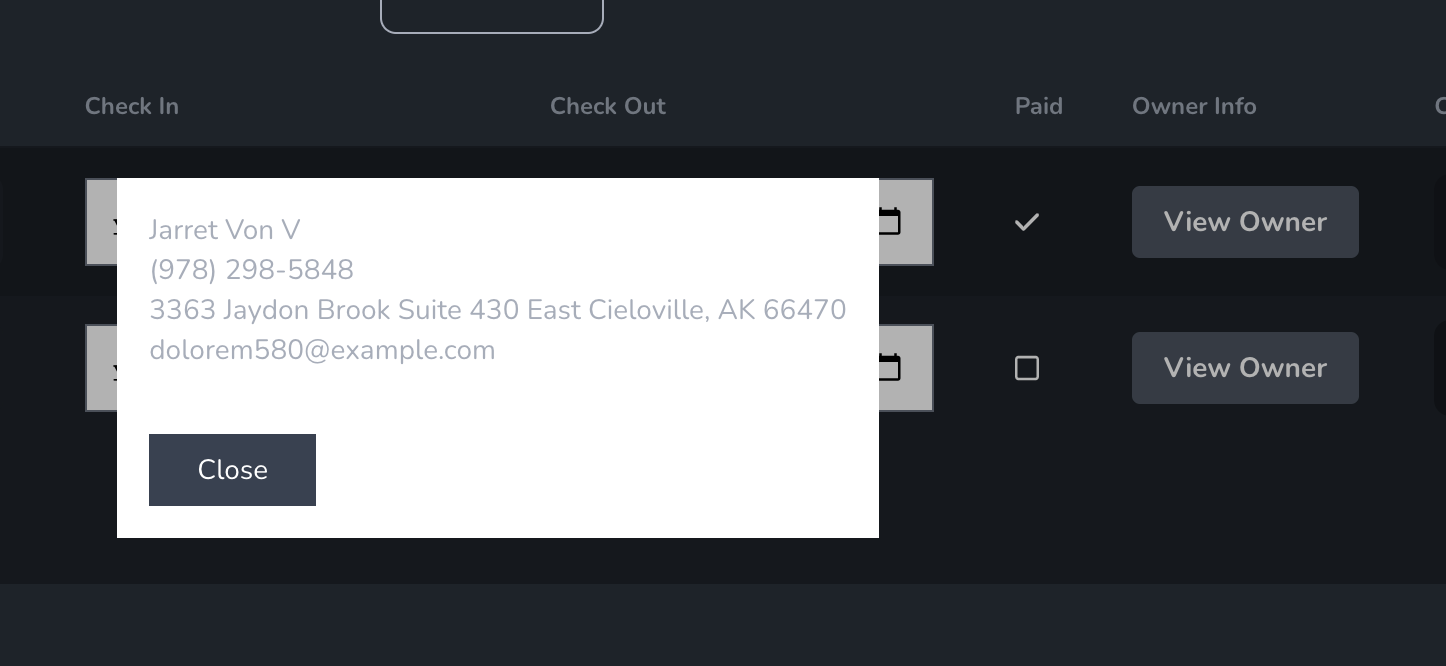 Check In Check Out Paid Owner Info
Jarret Von V
(978) 298-5848
3363 Jaydon Brook Suite 430 East Cieloville, AK 66470
dolorem580@example.com
Close
View Owner
View Owner